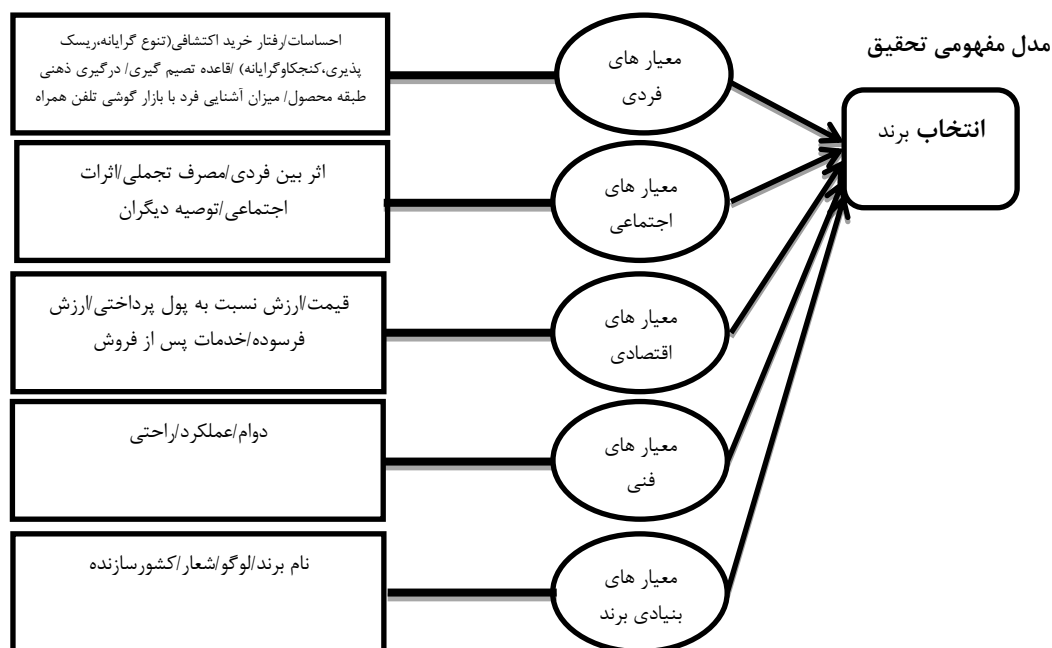 مدل مفهومی تحقیق
انتخاب برند
معیار های
فردی
احساسات/رفتار خرید اکتشافی(تنوع گرایانه،ریسک
پذیری،کنجکاوگرایانه) /قاعده تصیم گیری/ درگیری ذهنی
طبقه محصول/ میزان آشنایی فرد با بازار گوشی تلفن همراه
معیار های
اجتماعی
اثر بین فردی/مصرف تجملی/اثرات
اجتماعی/توصیه دیگران
معیار های
اقتصادی
قیمت/ارزش نسبت به پول پرداختی/ارزش
فرسوده/خدمات پس از فروش
معیار های
فنی
دوام/عملکرد/راحتی
معیار های
بنیادی برند
نام برند/لوگو/شعار/کشورسازنده